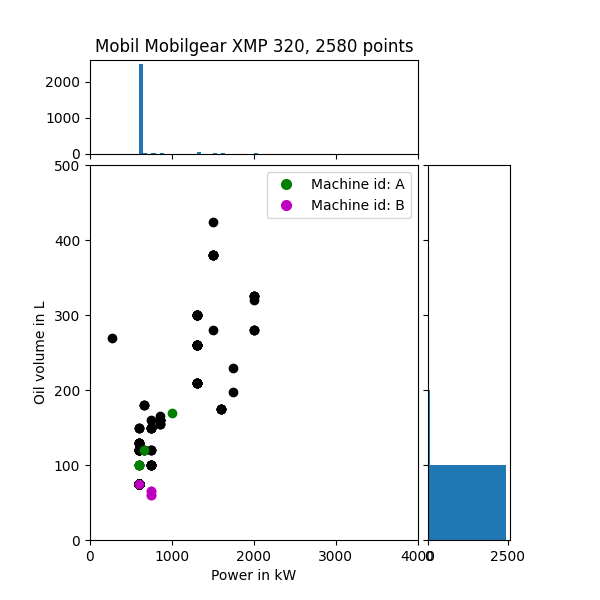 Mobil Mobilgear XMP 320, 2580 points
2000
1000
0
500
400
300
200
100
0
Oil volume in L
Machine id: A
Machine id: B
0 1000 2000 3000 4000
0 2500
Power in kW